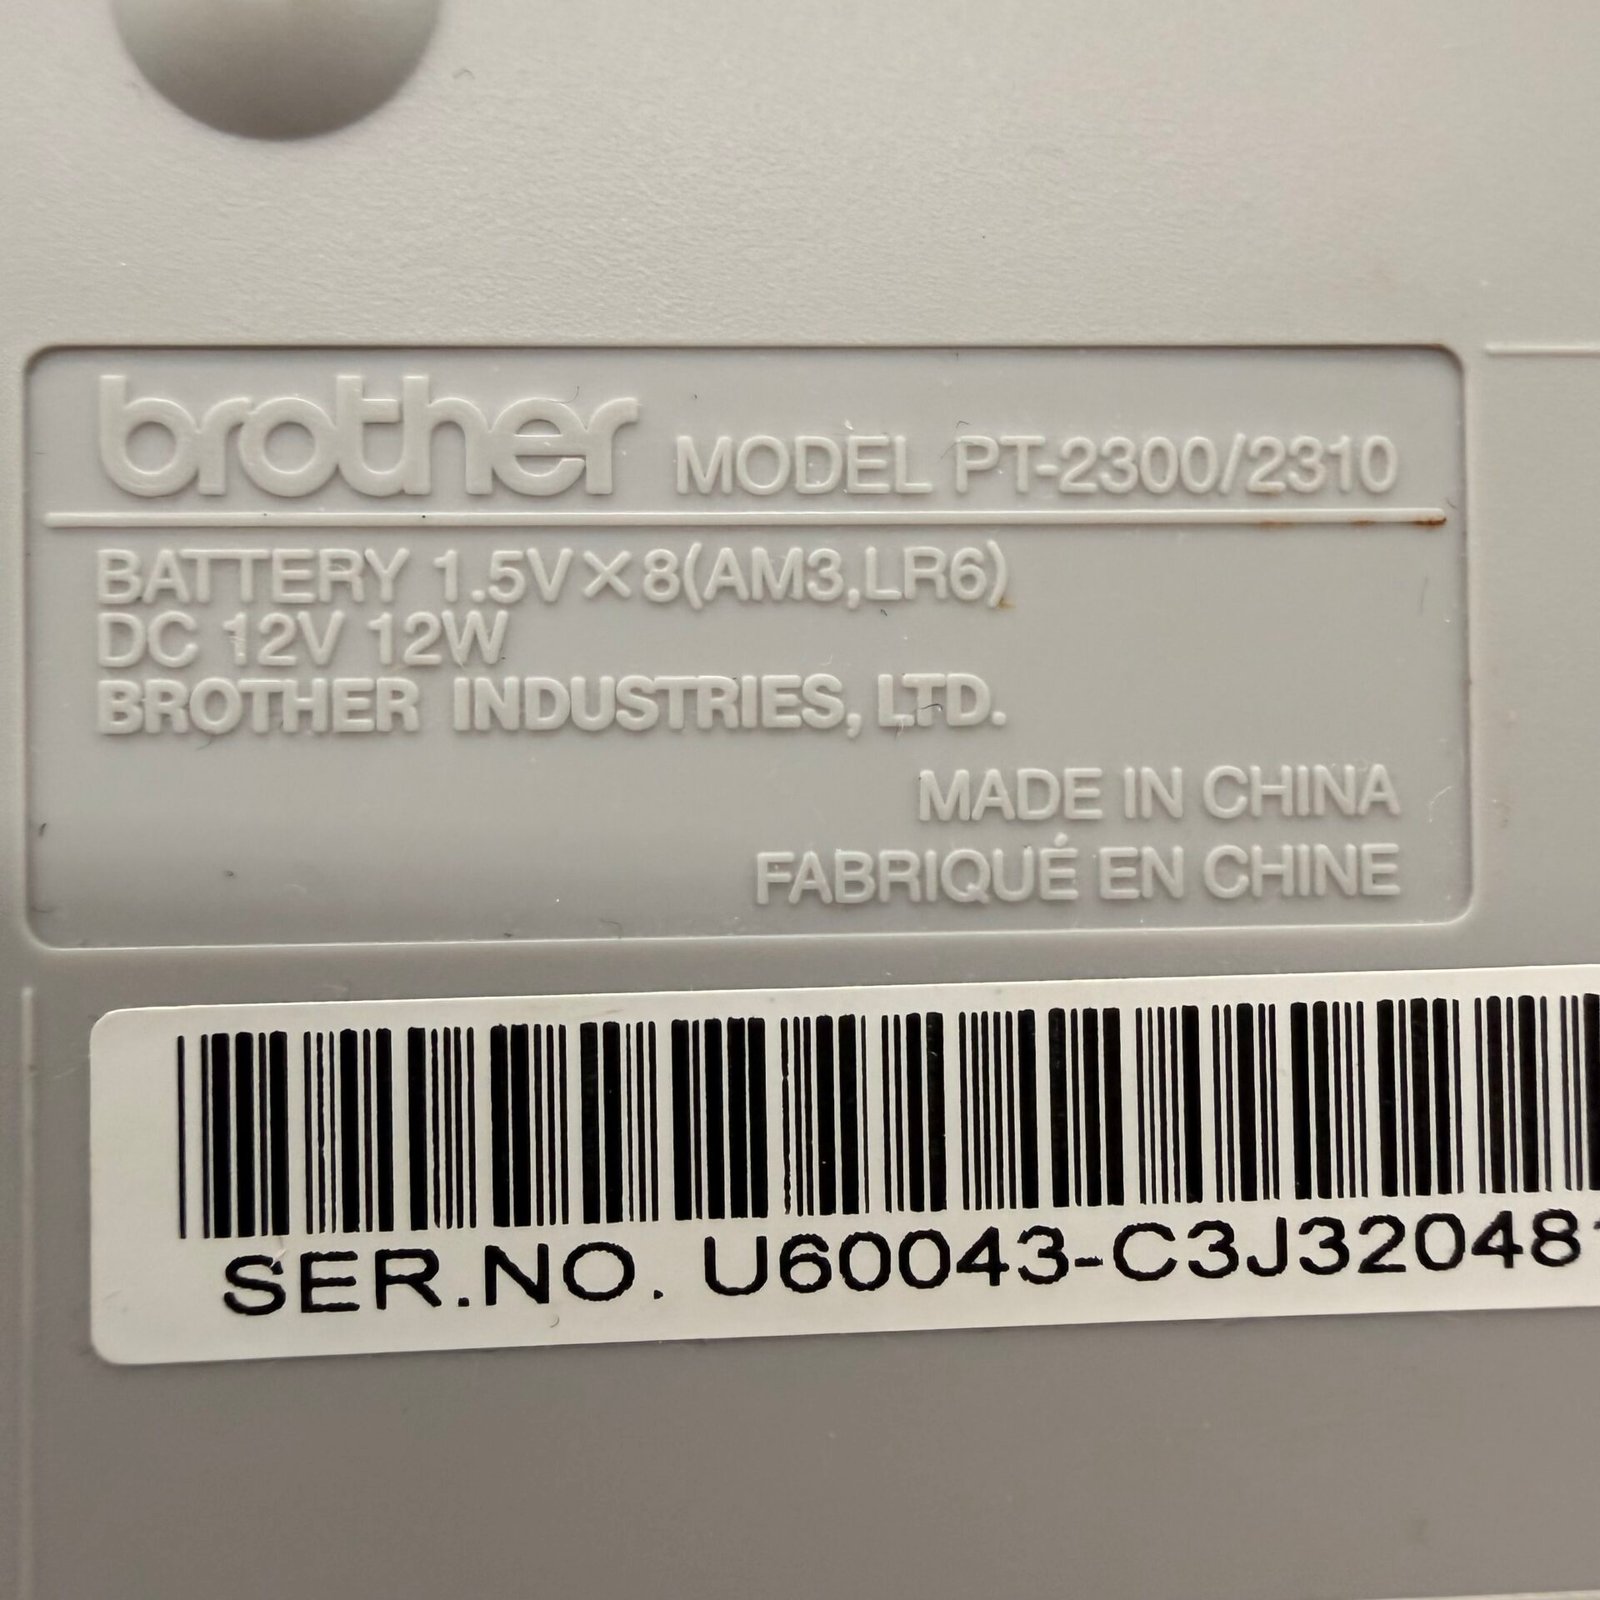 brother MODEL PT-2300/2310
BATTERY 1.5V×8(AM3,LR6)
DC 12V 12W
BROTHER INDUSTRIES, LTD.
MADE IN CHINA
FABRIQUÉ EN CHINE
SER.NO. U60043-C3J320481